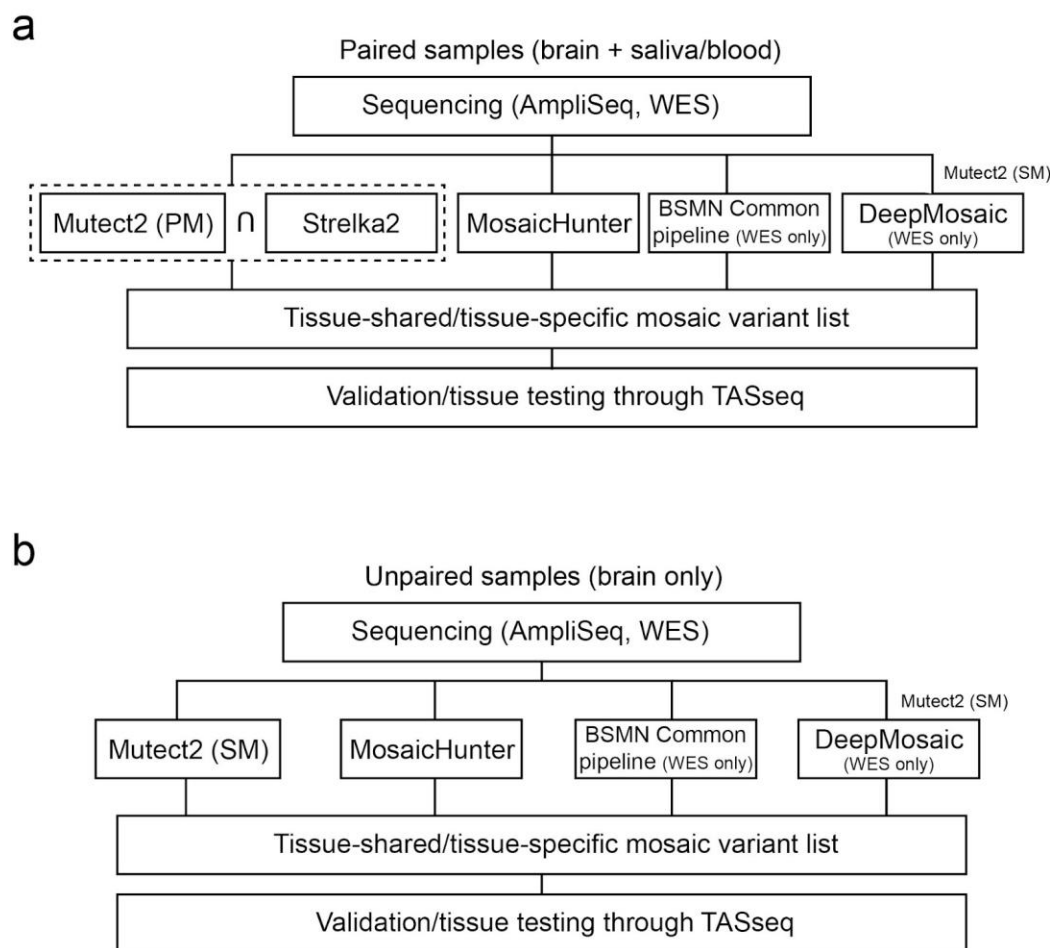 a
Paired samples (brain + saliva/blood)
Sequencing (AmpliSeq, WES)
Mutect2 (SM)
Mutect2 (PM) ∩ Strelka2
MosaicHunter
BSMN Common
pipeline (WES only)
DeepMosaic
(WES only)
Tissue-shared/tissue-specific mosaic variant list
Validation/tissue testing through TASseq
b
Unpaired samples (brain only)
Sequencing (AmpliSeq, WES)
Mutect2 (SM)
Mutect2 (SM)
MosaicHunter
BSMN Common
pipeline (WES only)
DeepMosaic
(WES only)
Tissue-shared/tissue-specific mosaic variant list
Validation/tissue testing through TASseq